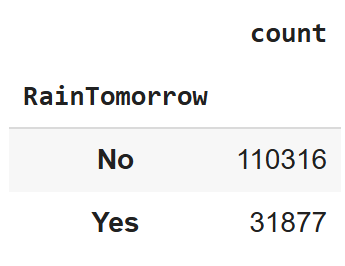 count
RainTomorrow
No 110316
Yes 31877